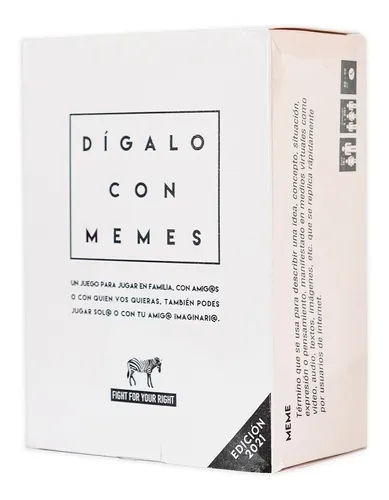 DÍGALO
CON
MEMES
UN JUEGO PARA JUGAR EN FAMILIA, CON AMIG@S
O CON QUIEN VOS QUIERAS, TAMBIÉN PODES
JUGAR SOL@ O CON TU AMIG@ IMAGINARI@.
FIGHT FOR YOUR RIGHT
EDICIÓN
2021
MEME
Término que se usa para describir una idea, concepto, situación,
expresión o pensamiento, manifestado en medios virtuales como
video, audio, textos, imágenes, etc. que se replica rápidamente
por usuarios de internet.